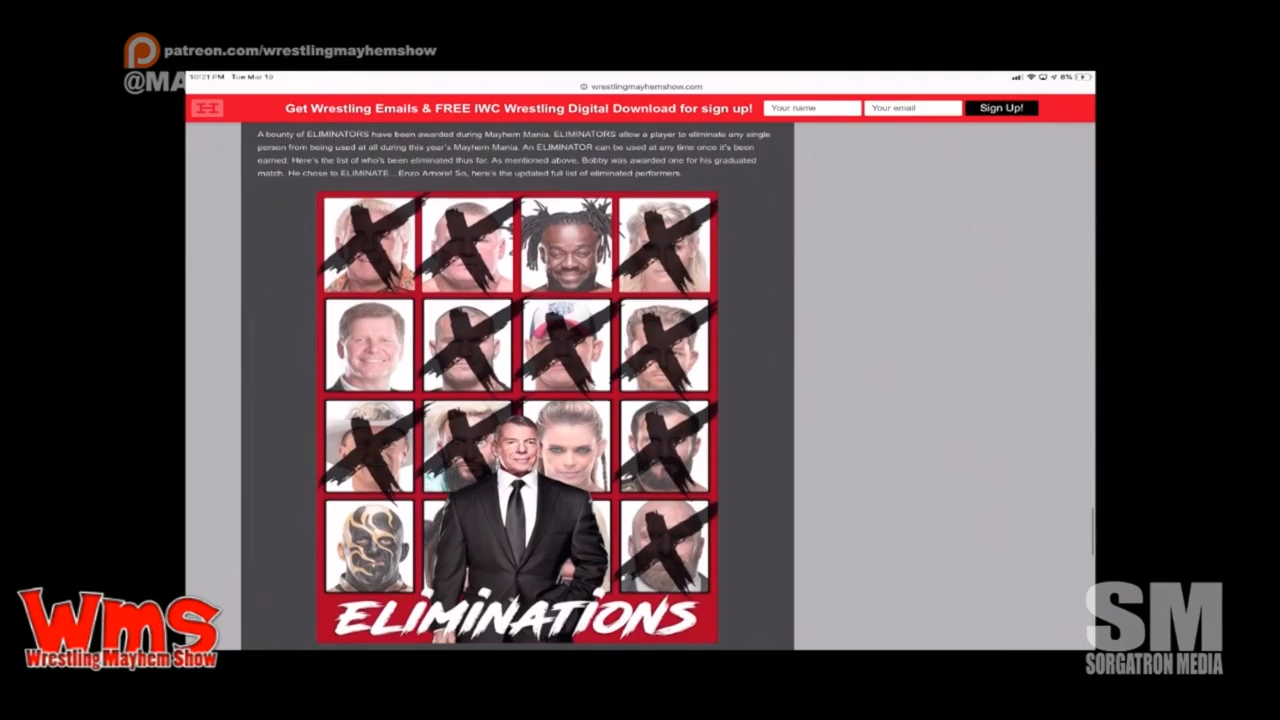 patreon.com/wrestlingmayhemshow
@MA
10:21 PM Tue Mar 19
8%
wrestlingmayhemshow.com
Get Wrestling Emails & FREE IWC Wrestling Digital Download for sign up!
Your name
Your email
Sign Up!
A bounty of ELIMINATORS have been awarded during Mayhem Mania. ELIMINATORS allow a player to eliminate any single
person from being used at all during this year's Mayhem Mania. An ELIMINATOR can be used at any time once it's been
earned. Here's the list of who's been eliminated thus far. As mentioned above, Bobby was awarded one for his graduated
match. He chose to ELIMINATE...Enzo Amore! So, here's the updated full list of eliminated performers.
ELIMINATIONS
WMS
Wrestling Mayhem Show
SM
SORGATRON MEDIA